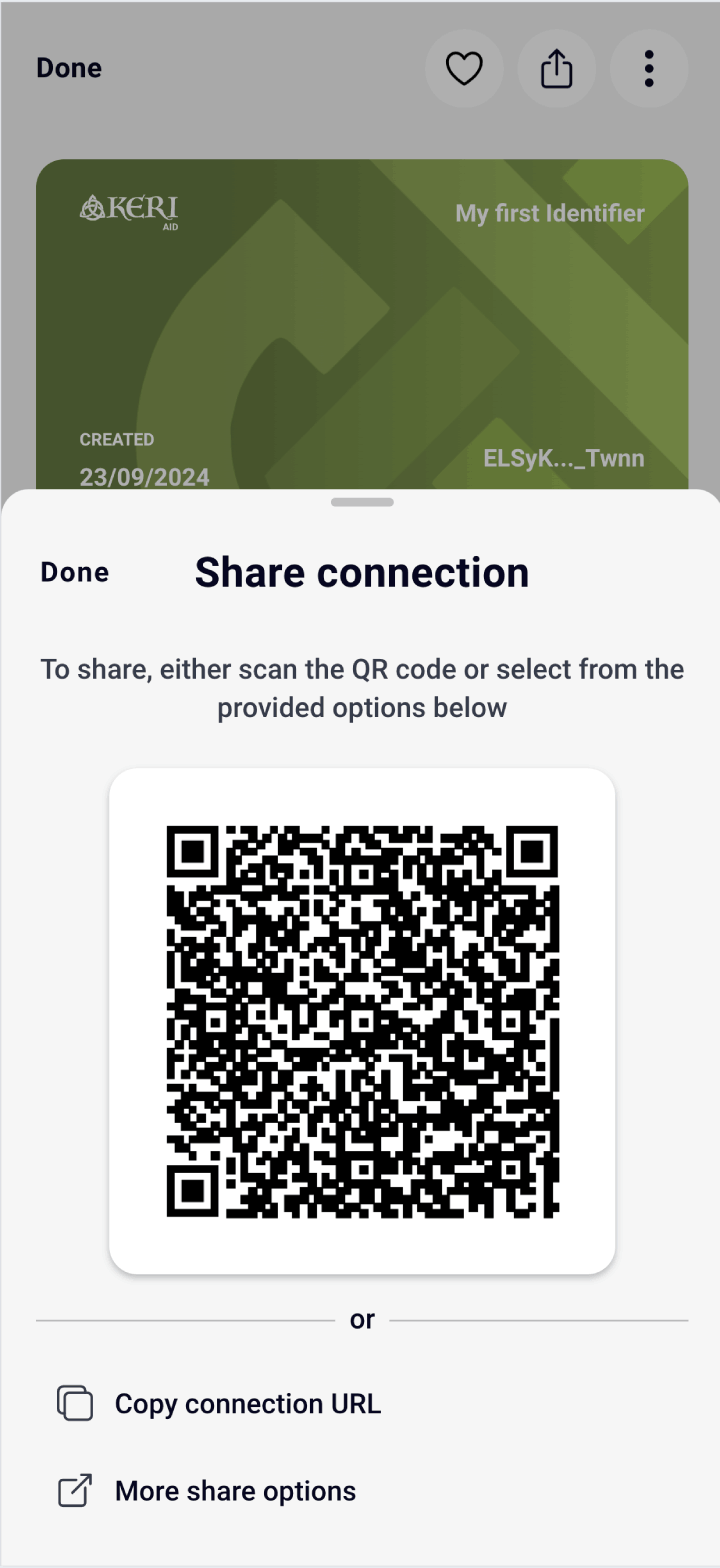 Done
KERI
AID
My first Identifier
CREATED
23/09/2024
ELSyK..._Twnn
Done
Share connection
To share, either scan the QR code or select from the
provided options below
or
Copy connection URL
More share options